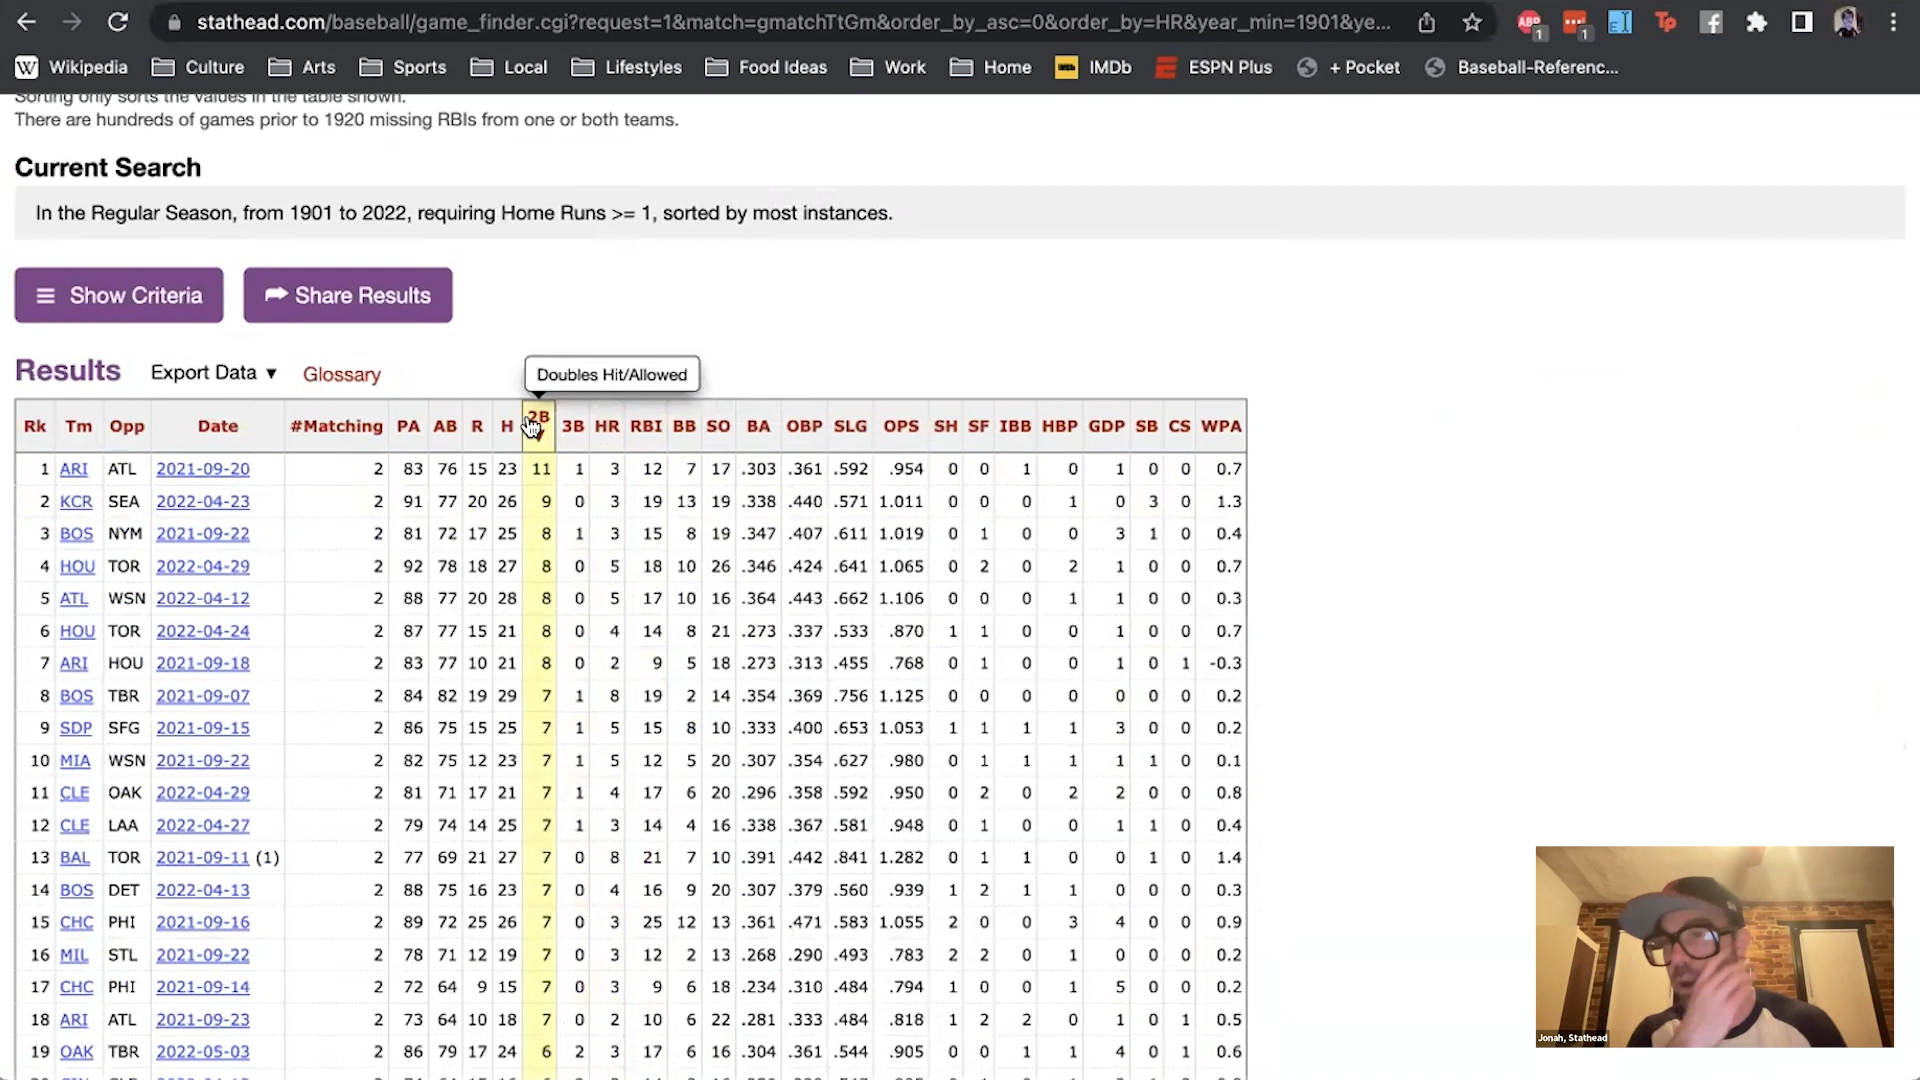 stathead.com/baseball/game_finder.cgi?request=1&match=gmatchTtGm&order_by_asc=0&order_by=HR&year_min=1901&ye...
ABP 1 1 Tp
W Wikipedia Culture Arts Sports Local Lifestyles Food Ideas Work Home IMDb ESPN Plus + Pocket Baseball-Referenc...
Sorting only sorts the values in the table shown.
There are hundreds of games prior to 1920 missing RBIs from one or both teams.
Current Search
In the Regular Season, from 1901 to 2022, requiring Home Runs >= 1, sorted by most instances.
Show Criteria Share Results
Results Export Data ▼ Glossary
Doubles Hit/Allowed
Rk Tm Opp Date #Matching PA AB R H 2B 3B HR RBI BB SO BA OBP SLG OPS SH SF IBB HBP GDP SB CS WPA
1 ARI ATL 2021-09-20 2 83 76 15 23 11 1 3 12 7 17 .303 .361 .592 .954 0 0 1 0 1 0 0 0.7
2 KCR SEA 2022-04-23 2 91 77 20 26 9 0 3 19 13 19 .338 .440 .571 1.011 0 0 0 1 0 3 0 1.3
3 BOS NYM 2021-09-22 2 81 72 17 25 8 1 3 15 8 19 .347 .407 .611 1.019 0 1 0 0 3 1 0 0.4
4 HOU TOR 2022-04-29 2 92 78 18 27 8 0 5 18 10 26 .346 .424 .641 1.065 0 2 0 2 1 0 0 0.7
5 ATL WSN 2022-04-12 2 88 77 20 28 8 0 5 17 10 16 .364 .443 .662 1.106 0 0 0 1 1 0 0 0.3
6 HOU TOR 2022-04-24 2 87 77 15 21 8 0 4 14 8 21 .273 .337 .533 .870 1 1 0 0 1 0 0 0.7
7 ARI HOU 2021-09-18 2 83 77 10 21 8 0 2 9 5 18 .273 .313 .455 .768 0 1 0 0 1 0 1 -0.3
8 BOS TBR 2021-09-07 2 84 82 19 29 7 1 8 19 2 14 .354 .369 .756 1.125 0 0 0 0 0 0 0 0.2
9 SDP SFG 2021-09-15 2 86 75 15 25 7 1 5 15 8 10 .333 .400 .653 1.053 1 1 1 1 3 0 0 0.2
10 MIA WSN 2021-09-22 2 82 75 12 23 7 1 5 12 5 20 .307 .354 .627 .980 0 1 1 1 1 1 0 0.1
11 CLE OAK 2022-04-29 2 81 71 17 21 7 1 4 17 6 20 .296 .358 .592 .950 0 2 0 2 2 0 0 0.8
12 CLE LAA 2022-04-27 2 79 74 14 25 7 1 3 14 4 16 .338 .367 .581 .948 0 1 0 0 1 1 0 0.4
13 BAL TOR 2021-09-11 (1) 2 77 69 21 27 7 0 8 21 7 10 .391 .442 .841 1.282 0 1 1 0 0 1 0 1.4
14 BOS DET 2022-04-13 2 88 75 16 23 7 0 4 16 9 20 .307 .379 .560 .939 1 2 1 1 0 0 0 0.3
15 CHC PHI 2021-09-16 2 89 72 25 26 7 0 3 25 12 13 .361 .471 .583 1.055 2 0 0 3 4 0 0 0.9
16 MIL STL 2021-09-22 2 78 71 12 19 7 0 3 12 2 13 .268 .290 .493 .783 2 2 0 1 0 0 0 0.2
17 CHC PHI 2021-09-14 2 72 64 9 15 7 0 3 9 6 18 .234 .310 .484 .794 1 0 0 1 5 0 0 0.2
18 ARI ATL 2021-09-23 2 73 64 10 18 7 0 2 10 6 22 .281 .333 .484 .818 1 2 2 0 1 0 1 0.5
19 OAK TBR 2022-05-03 2 86 79 17 24 6 2 3 17 6 16 .304 .361 .544 .905 0 0 1 1 4 0 1 0.6
Jonah, Stathead